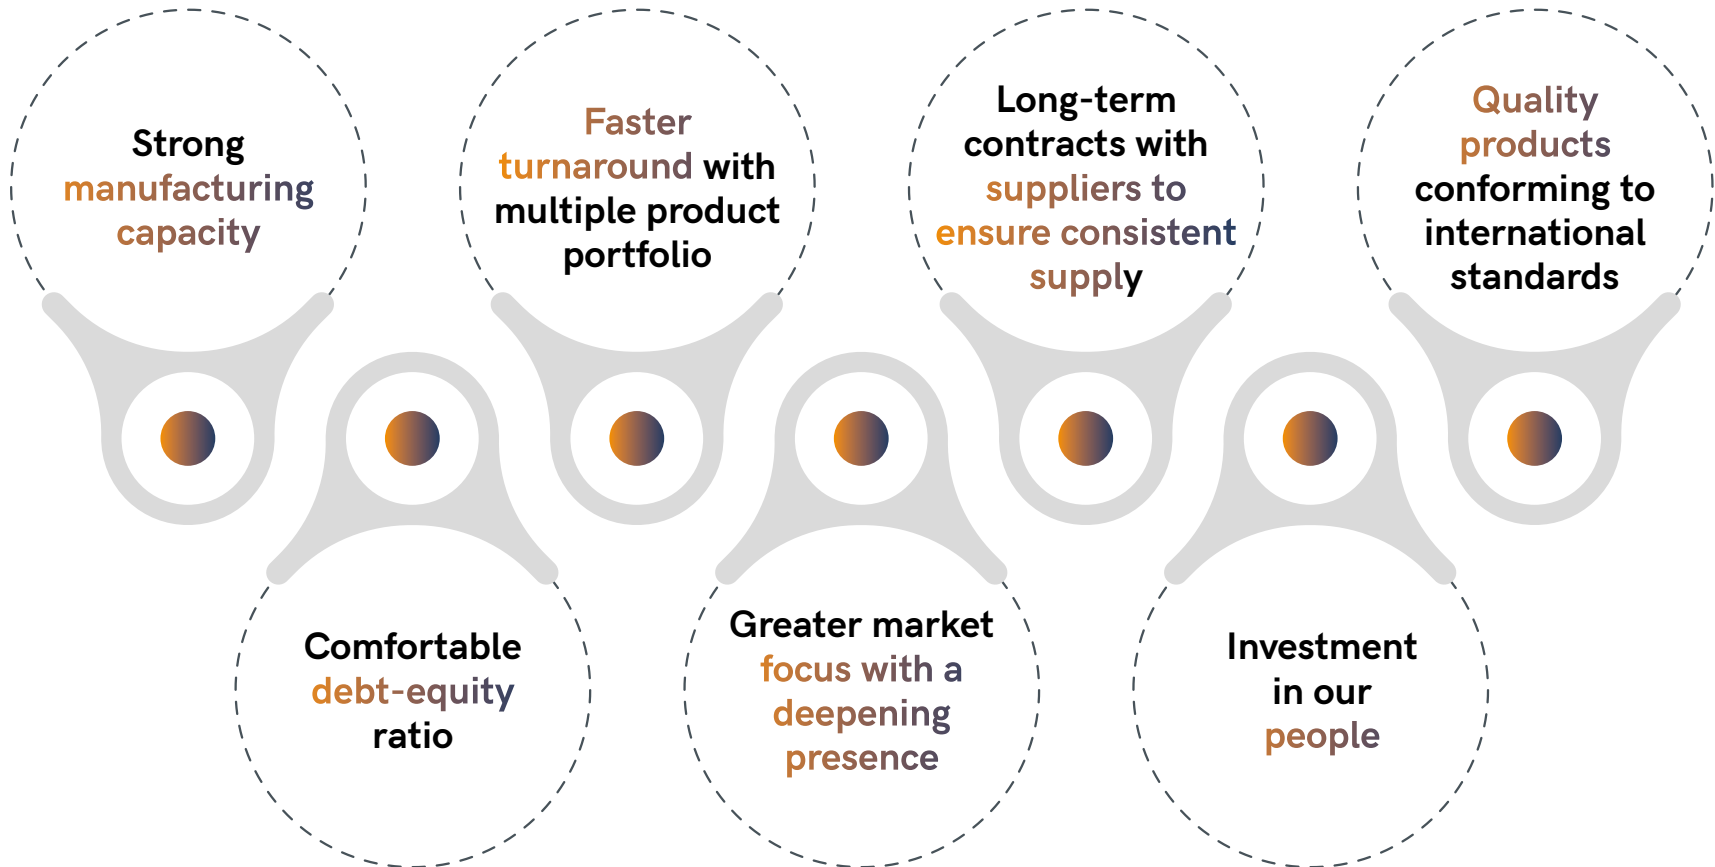 Strong
manufacturing
capacity
Faster
turnaround with
multiple product
portfolio
Long-term
contracts with
suppliers to
ensure consistent
supply
Quality
products
conforming to
international
standards
Comfortable
debt-equity
ratio
Greater market
focus with a
deepening
presence
Investment
in our
people